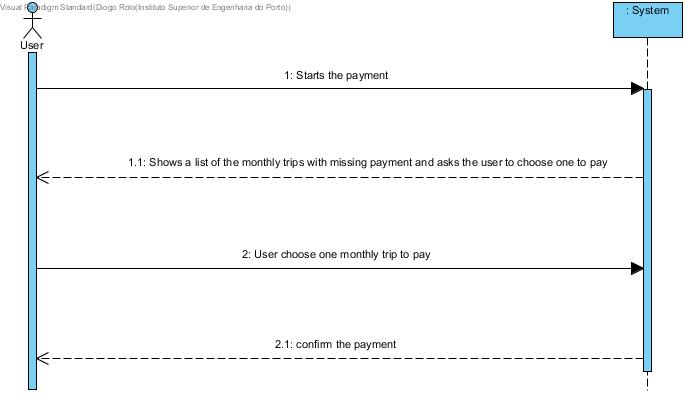 Visual Paradigm Standard(Diogo Rolo(Instituto Superior de Engenharia do Porto))
: System
User
1: Starts the payment
1.1: Shows a list of the monthly trips with missing payment and asks the user to choose one to pay
2: User choose one monthly trip to pay
2.1: confirm the payment